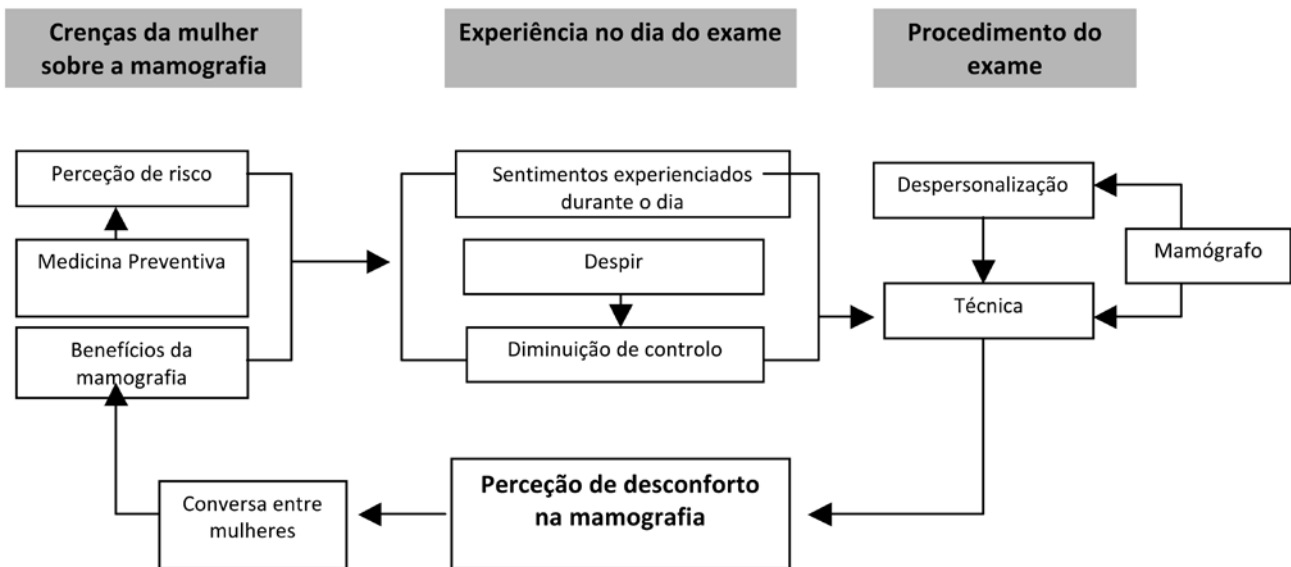 Crenças da mulher
sobre a mamografia
Experiência no dia do exame
Procedimento do
exame
Perceção de risco
Medicina Preventiva
Benefícios da
mamografia
Sentimentos experienciados
durante o dia
Despir
Diminuição de controlo
Despersonalização
Mamógrafo
Técnica
Perceção de desconforto
na mamografia
Conversa entre
mulheres